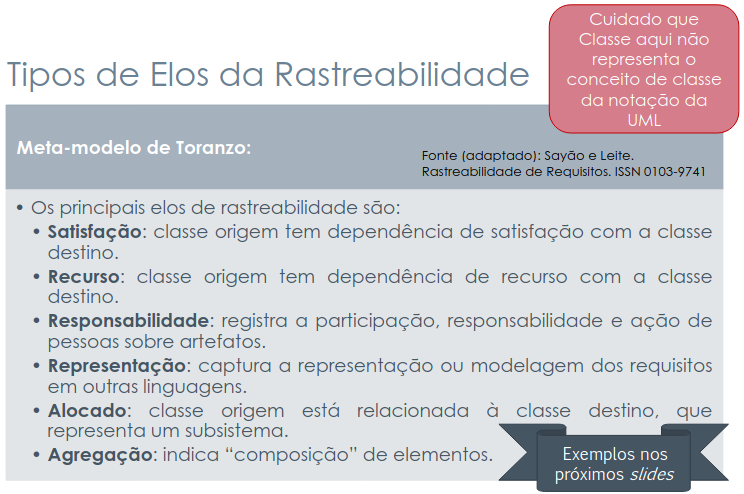 Cuidado que
Classe aqui não
representa o
conceito de classe
da notação da
UML
Tipos de Elos da Rastreabilidade
Meta-modelo de Toranzo:
Fonte (adaptado): Sayão e Leite.
Rastreabilidade de Requisitos. ISSN 0103-9741
• Os principais elos de rastreabilidade são:
• Satisfação: classe origem tem dependência de satisfação com a classe
destino.
• Recurso: classe origem tem dependência de recurso com a classe
destino.
• Responsabilidade: registra a participação, responsabilidade e ação de
pessoas sobre artefatos.
• Representação: captura a representação ou modelagem dos requisitos
em outras linguagens.
• Alocado: classe origem está relacionada à classe destino, que
representa um subsistema.
• Agregação: indica “composição” de elementos.
Exemplos nos
próximos slides